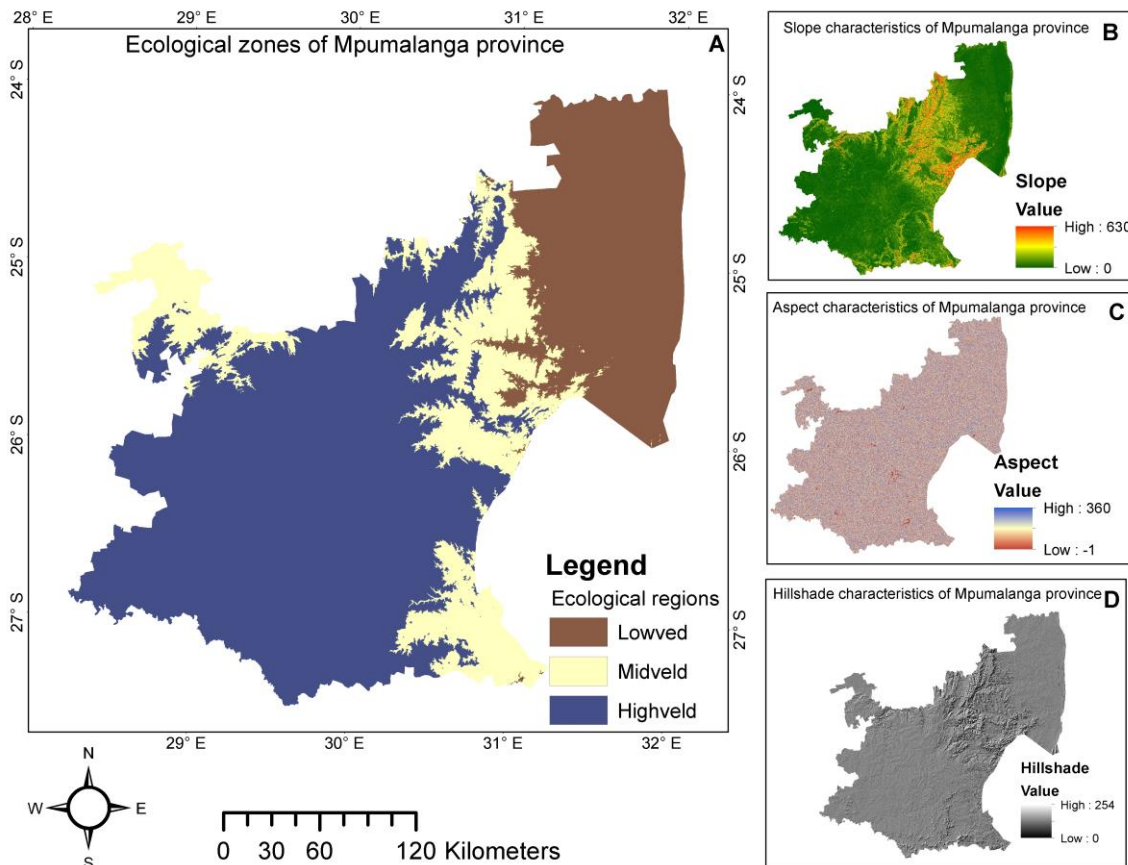 28° E
29° E
30° E
31° E
32° E
Ecological zones of Mpumalanga province
A
24° S
25° S
26° S
27° S
24° S
25° S
26° S
27° S
Legend
Ecological regions
Lowved
Midveld
Highveld
29° E
30° E
31° E
32° E
N
W
E
S
0
30
60
120
Kilometers
Slope characteristics of Mpumalanga province
B
Slope
Value
High : 630
Low : 0
Aspect characteristics of Mpumalanga province
C
Aspect
Value
High : 360
Low : -1
Hillshade characteristics of Mpumalanga province
D
Hillshade
Value
High : 254
Low : 0